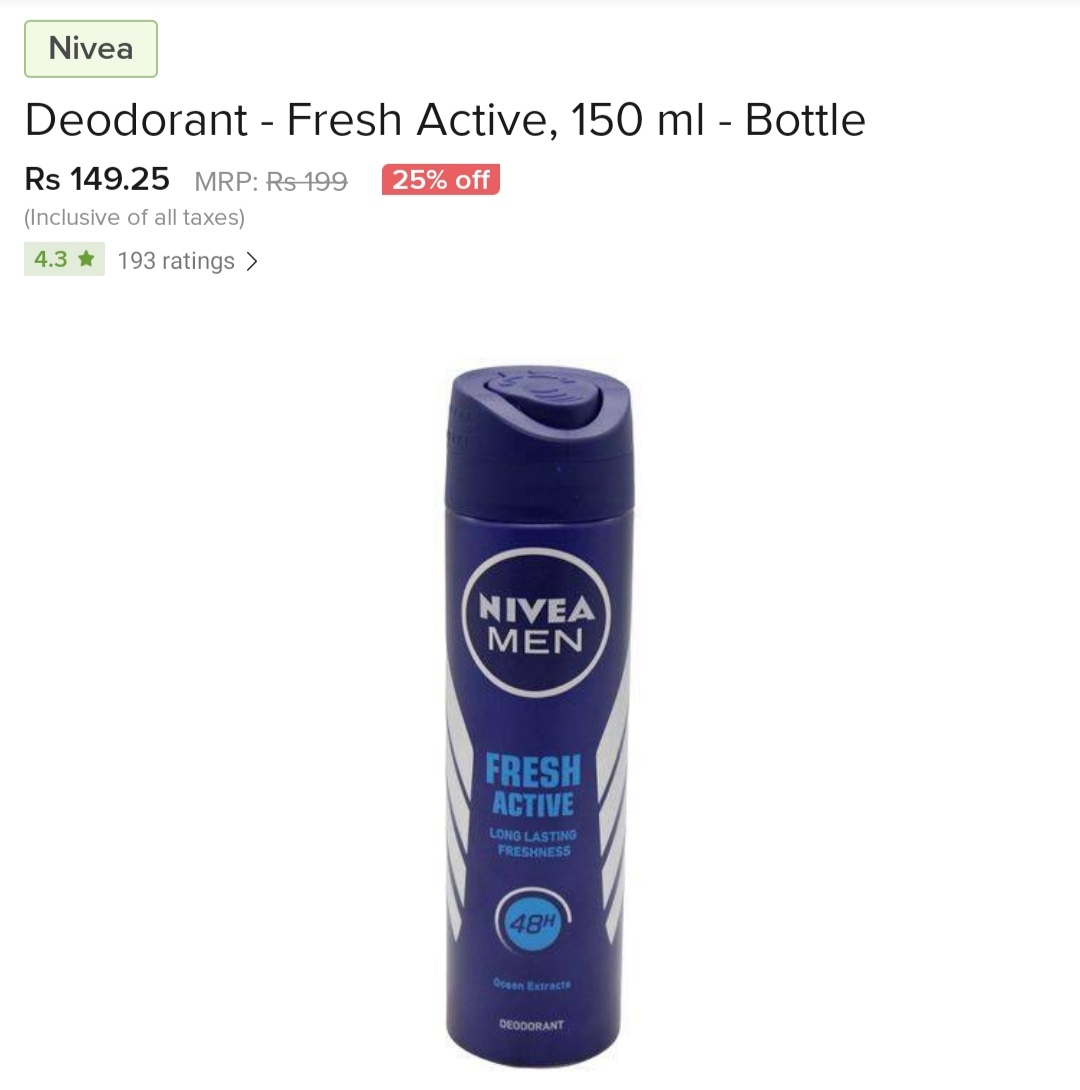 Nivea
Deodorant - Fresh Active, 150 ml - Bottle
Rs 149.25 MRP: Rs 199 25% off
(Inclusive of all taxes)
4.3 ★ 193 ratings >
NIVEA
MEN
FRESH
ACTIVE
LONG LASTING
FRESHNESS
48H
Ocean Extracts
DEODORANT